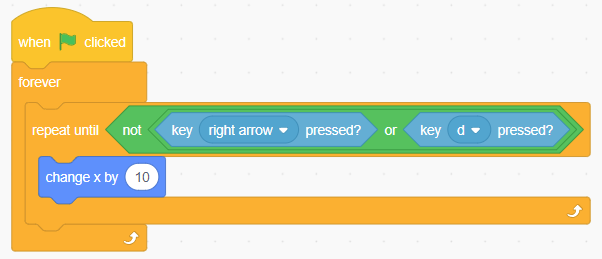 when clicked
forever
repeat until not key right arrow pressed? or key d pressed?
change x by 10